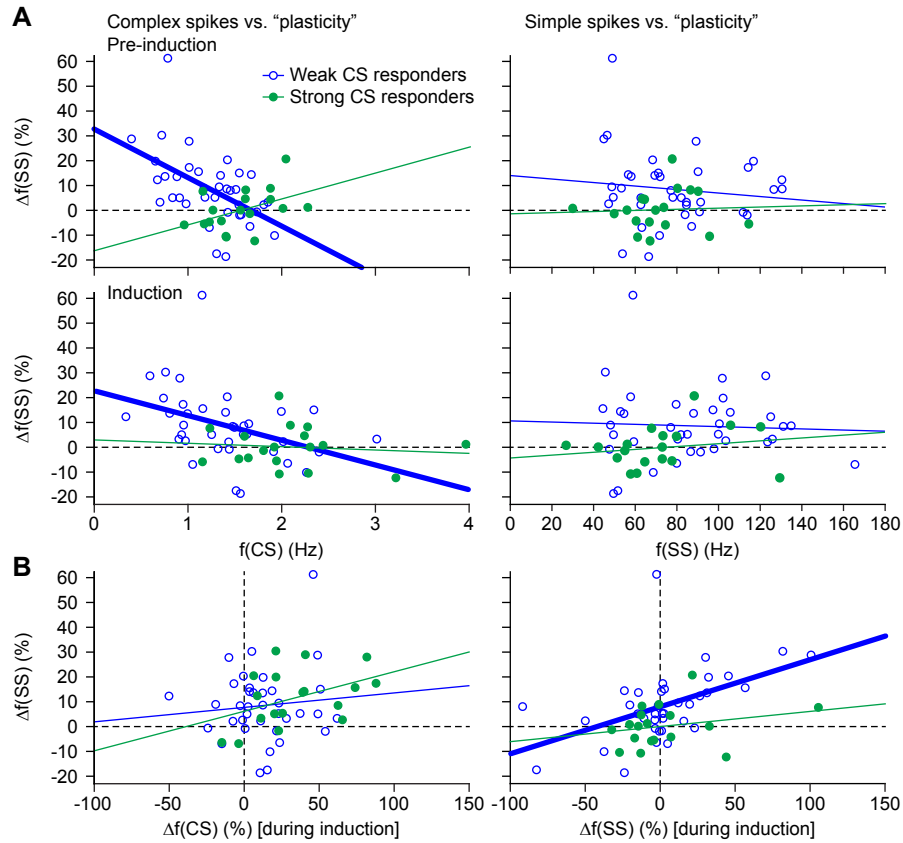 A
Complex spikes vs. “plasticity”
Simple spikes vs. “plasticity”
Pre-induction
Weak CS responders
Strong CS responders
Δf(SS) (%)
60
50
40
30
20
10
0
-10
-20
Induction
Δf(SS) (%)
60
50
40
30
20
10
0
-10
-20
0 1 2 3 4
f(CS) (Hz)
0 20 40 60 80 100 120 140 160 180
f(SS) (Hz)
B
Δf(SS) (%)
60
50
40
30
20
10
0
-10
-20
-100 -50 0 50 100 150
Δf(CS) (%) [during induction]
-100 -50 0 50 100 150
Δf(SS) (%) [during induction]